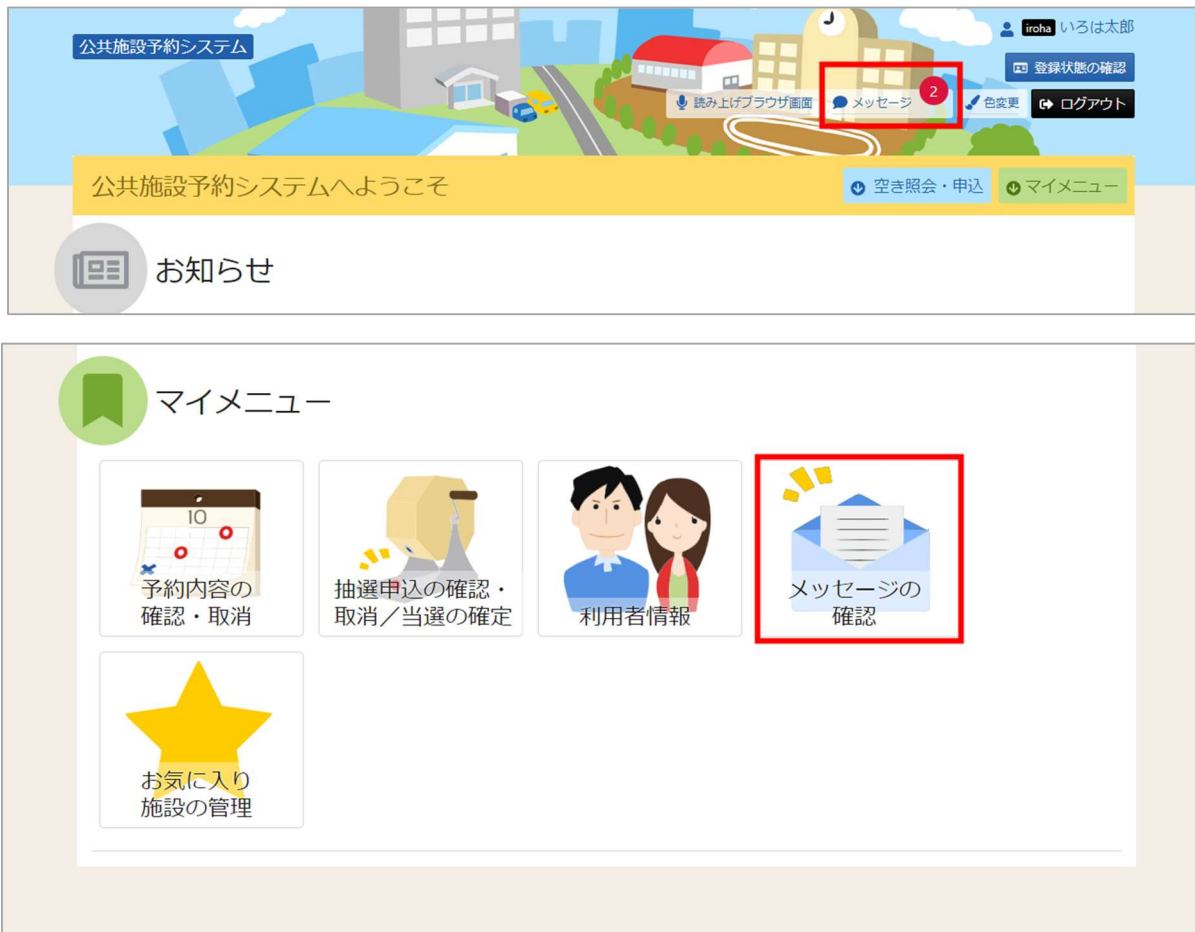 公共施設予約システム
iroha いろは太郎
登録状態の確認
読み上げブラウザ画面 メッセージ 2 色変更 ログアウト
公共施設予約システムへようこそ
空き照会・申込 マイメニュー
お知らせ
マイメニュー
10
予約内容の
確認・取消
抽選申込の確認・
取消／当選の確定
利用者情報
メッセージの
確認
お気に入り
施設の管理